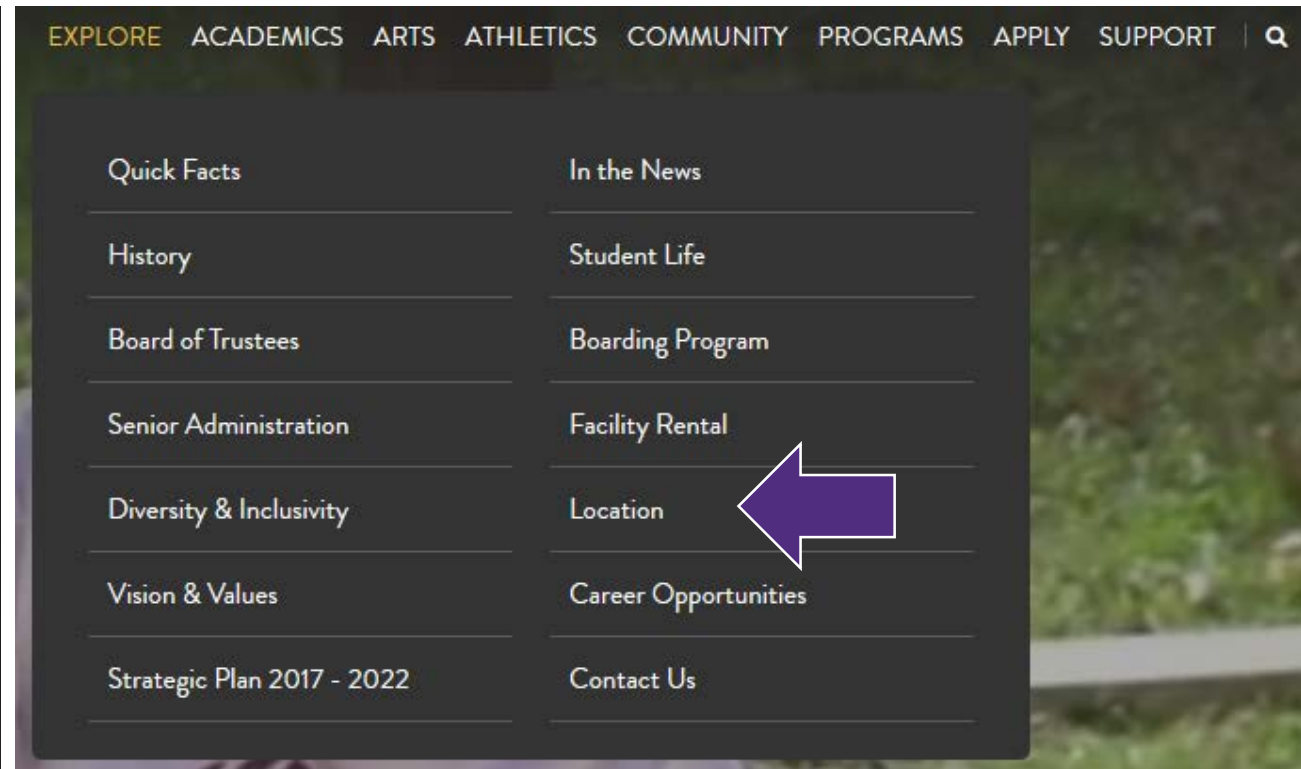 EXPLORE ACADEMICS ARTS ATHLETICS COMMUNITY PROGRAMS APPLY SUPPORT
Quick Facts
History
Board of Trustees
Senior Administration
Diversity & Inclusivity
Vision & Values
Strategic Plan 2017 - 2022
In the News
Student Life
Boarding Program
Facility Rental
Location
Career Opportunities
Contact Us